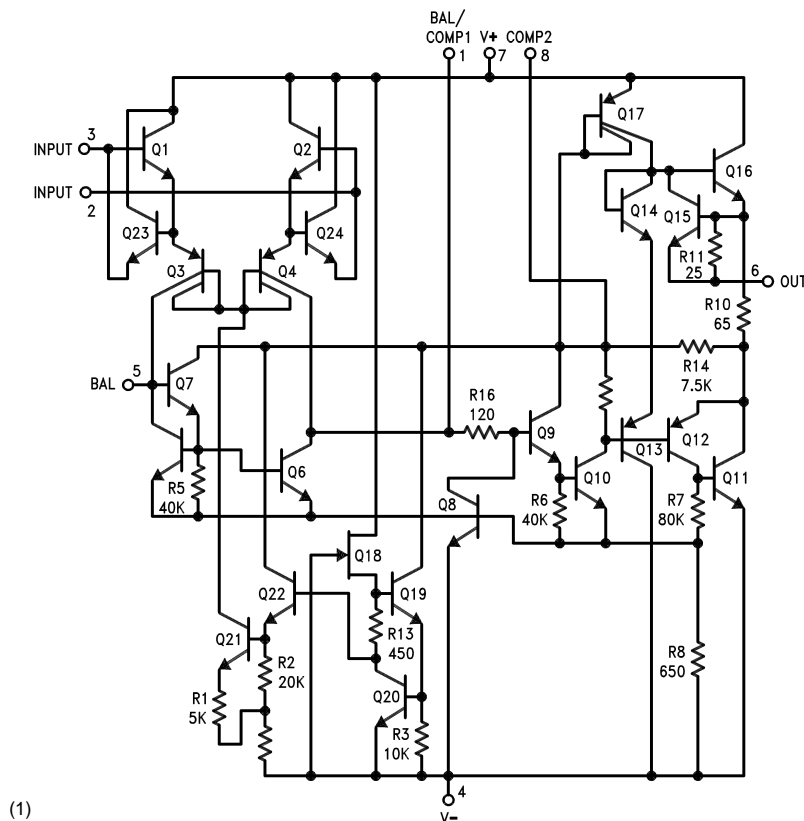 BAL/
COMP1 V+ COMP2
1 7 8
3
INPUT
Q1
Q2
Q17
INPUT
2
Q16
Q14
Q15
Q23
Q24
R11
25
6
OUT
Q3
Q4
R10
65
R14
7.5K
5
BAL
Q7
R16
120
Q9
Q13
Q12
Q6
Q10
Q11
R5
40K
Q8
R6
40K
R7
80K
Q18
Q22
Q19
Q21
R13
450
R2
20K
R8
650
R1
5K
Q20
R3
10K
4
V-
(1)